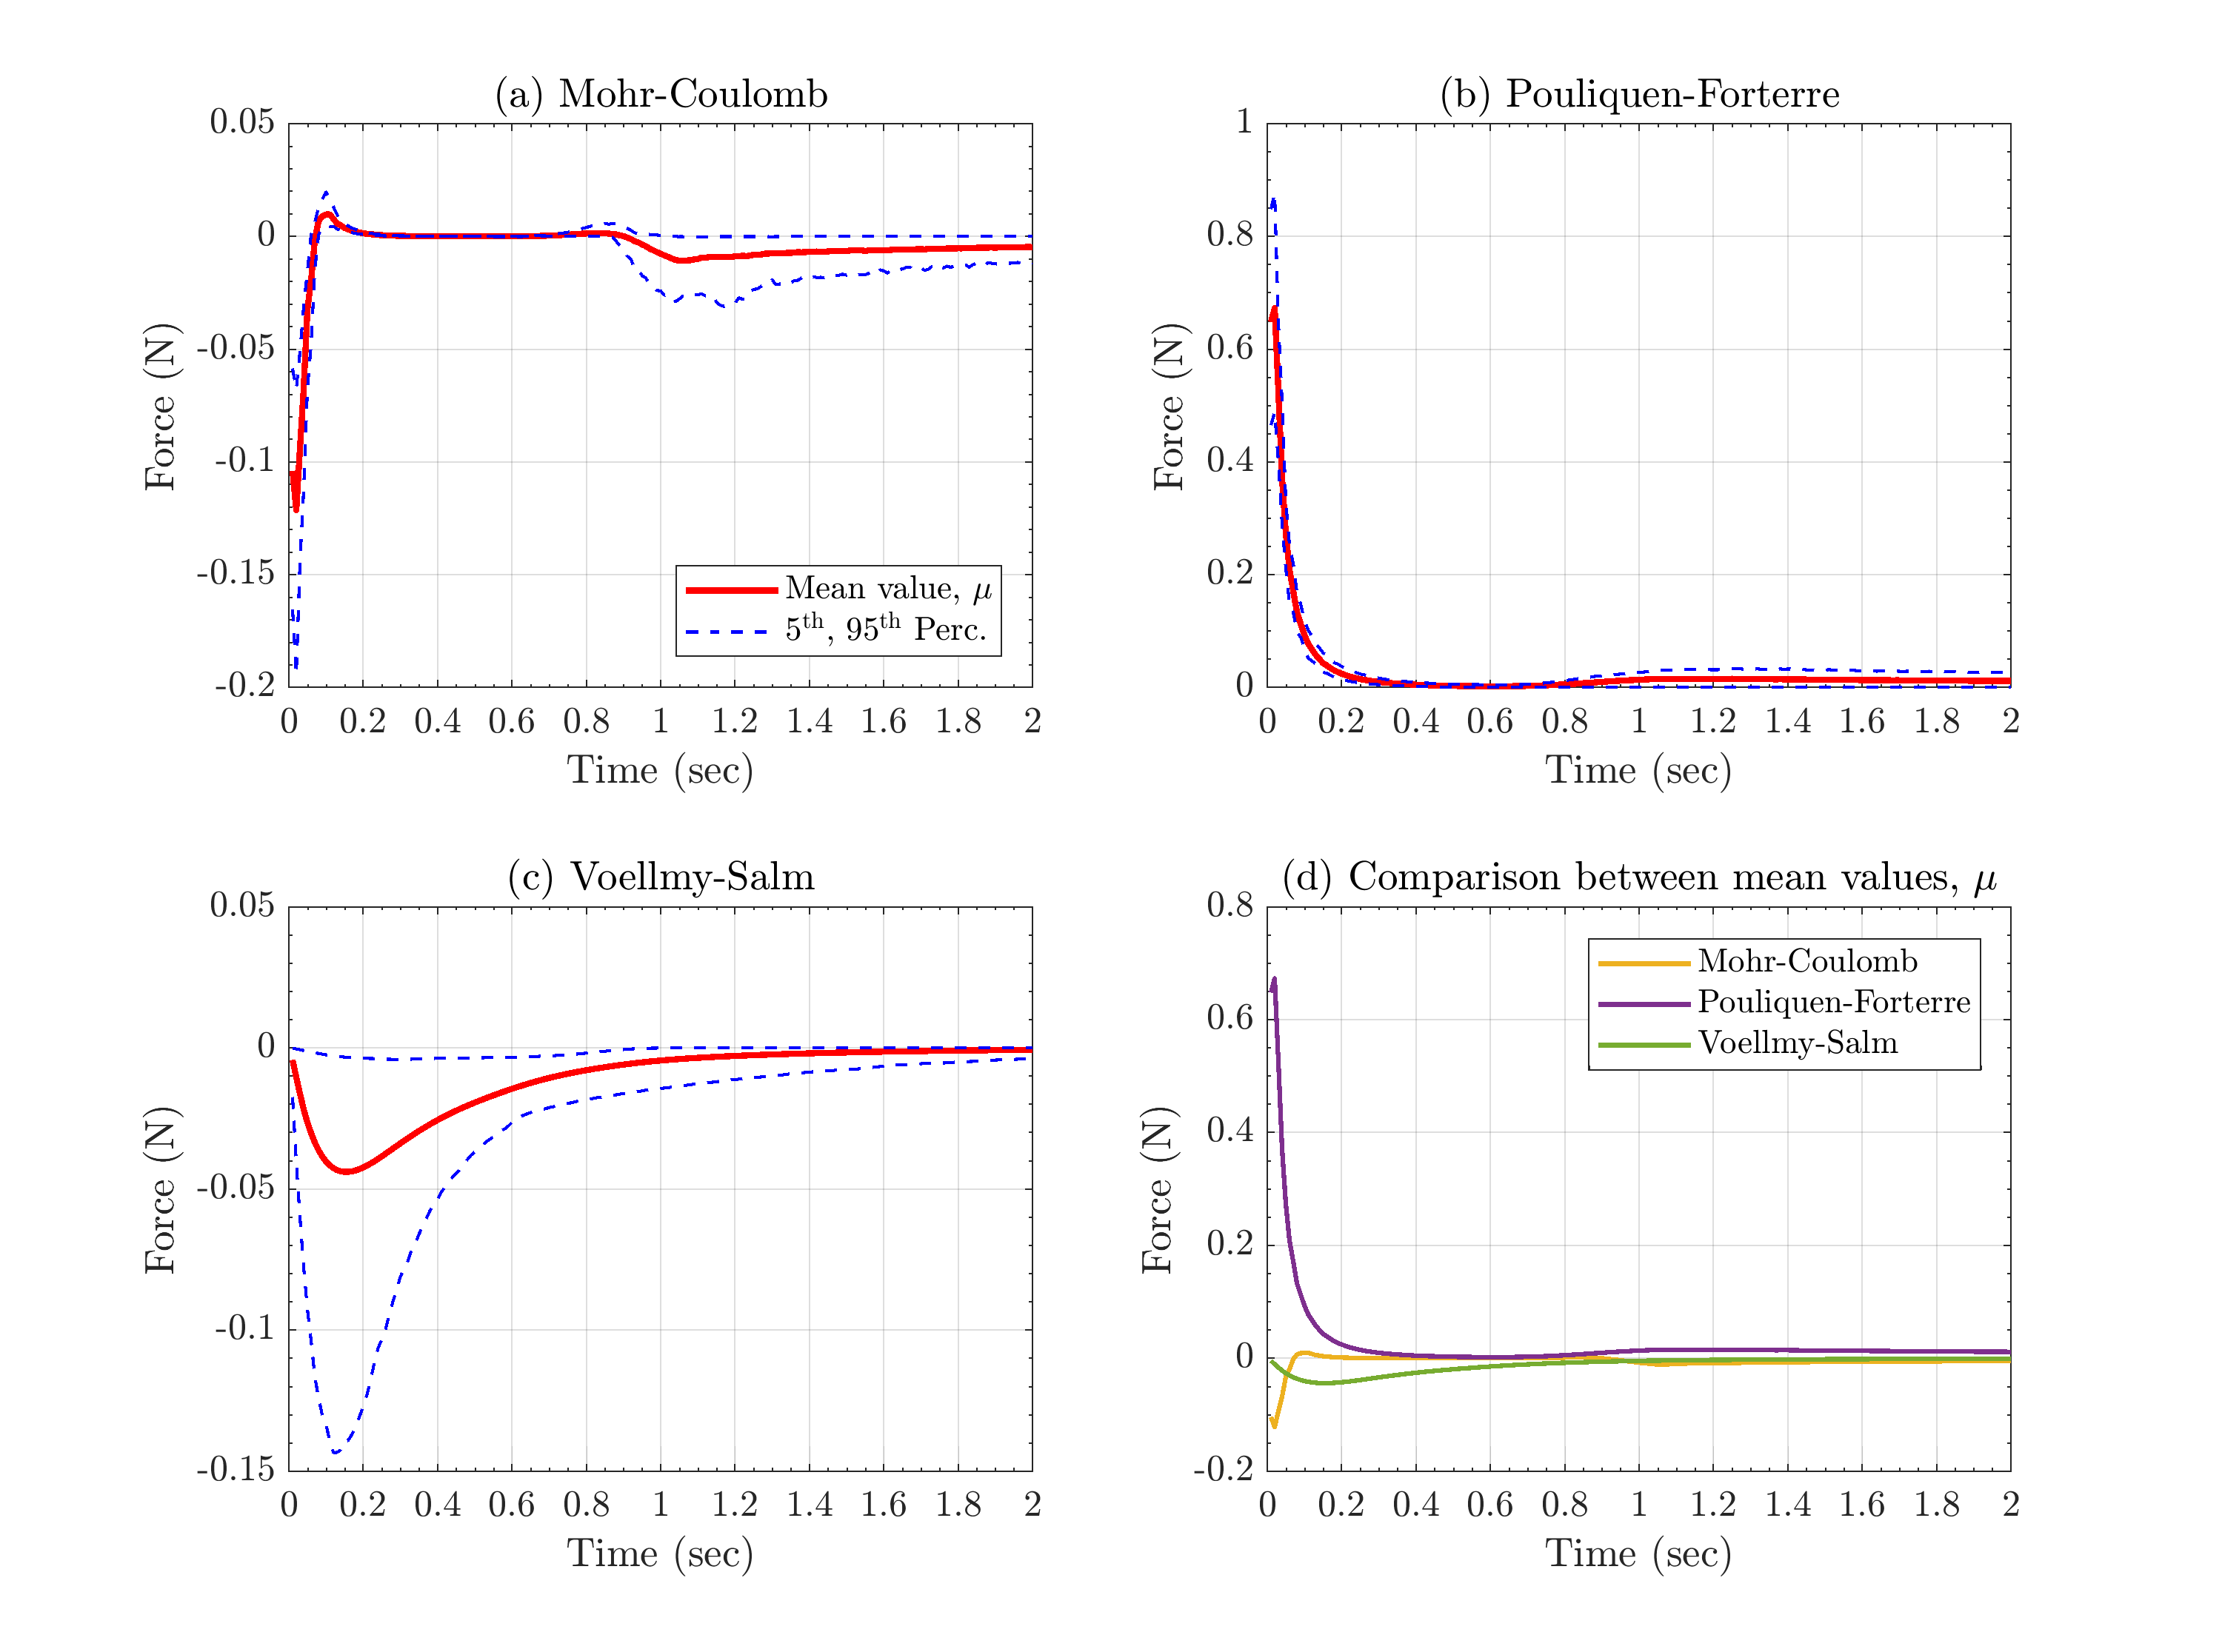 (a) Mohr-Coulomb
0.05
0
-0.05
-0.1
-0.15
-0.2
Force (N)
Mean value, μ
5th, 95th Perc.
0 0.2 0.4 0.6 0.8 1 1.2 1.4 1.6 1.8 2
Time (sec)
(b) Pouliquen-Forterre
1
0.8
0.6
0.4
0.2
0
Force (N)
0 0.2 0.4 0.6 0.8 1 1.2 1.4 1.6 1.8 2
Time (sec)
(c) Voellmy-Salm
0.05
0
-0.05
-0.1
-0.15
Force (N)
0 0.2 0.4 0.6 0.8 1 1.2 1.4 1.6 1.8 2
Time (sec)
(d) Comparison between mean values, μ
0.8
0.6
0.4
0.2
0
-0.2
Force (N)
Mohr-Coulomb
Pouliquen-Forterre
Voellmy-Salm
0 0.2 0.4 0.6 0.8 1 1.2 1.4 1.6 1.8 2
Time (sec)